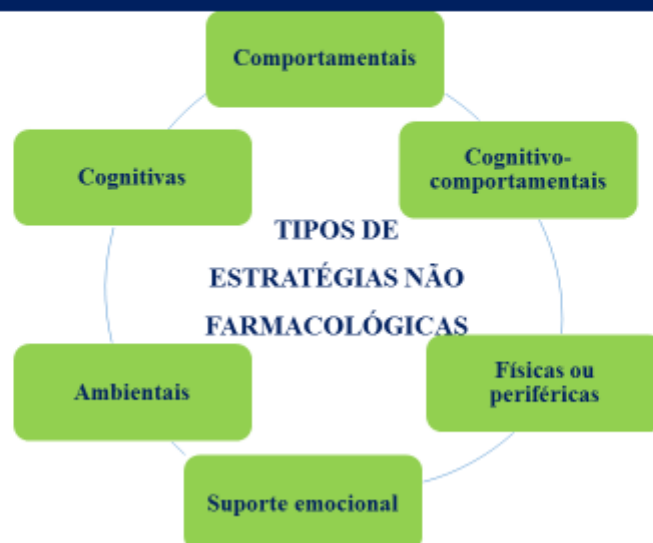 Comportamentais
Cognitivo-
comportamentais
Cognitivas
TIPOS DE
ESTRATÉGIAS NÃO
FARMACOLÓGICAS
Físicas ou
periféricas
Ambientais
Suporte emocional